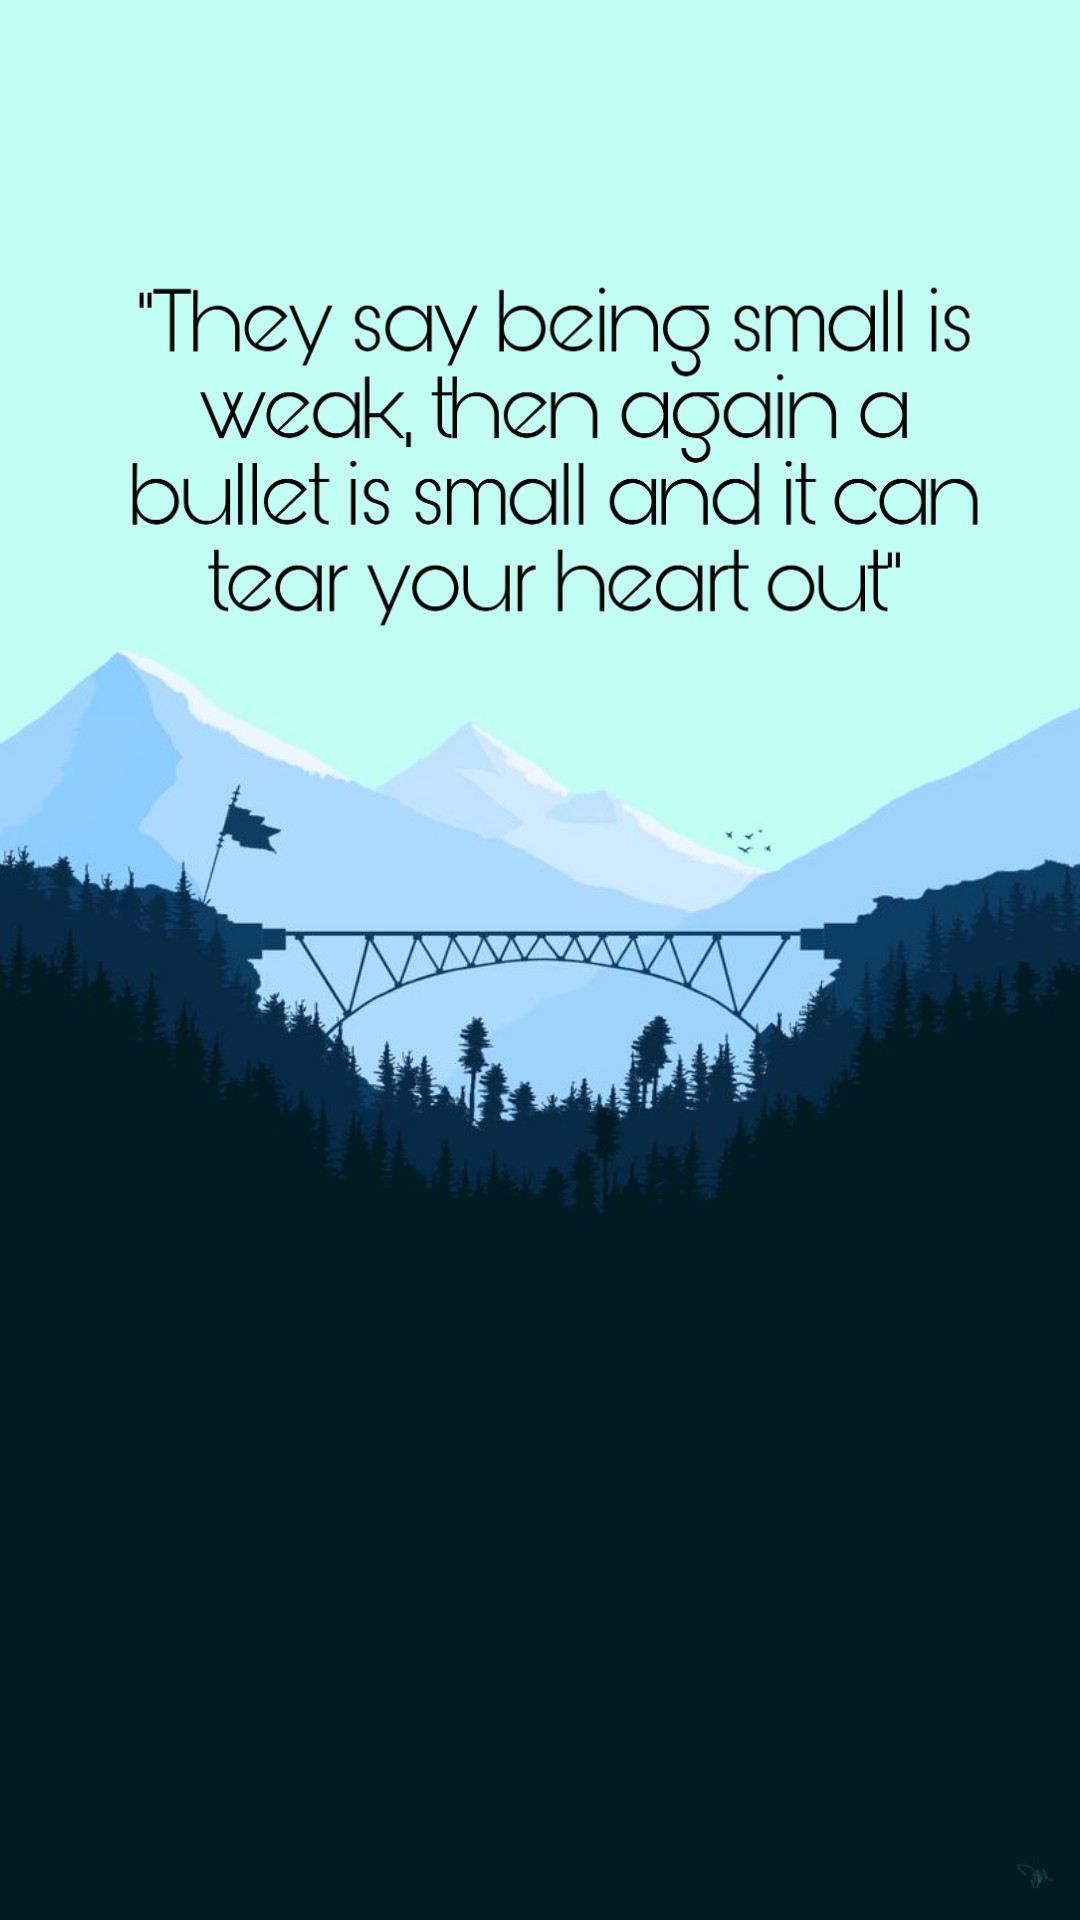 "They say being small is
weak, then again a
bullet is small and it can
tear your heart out"